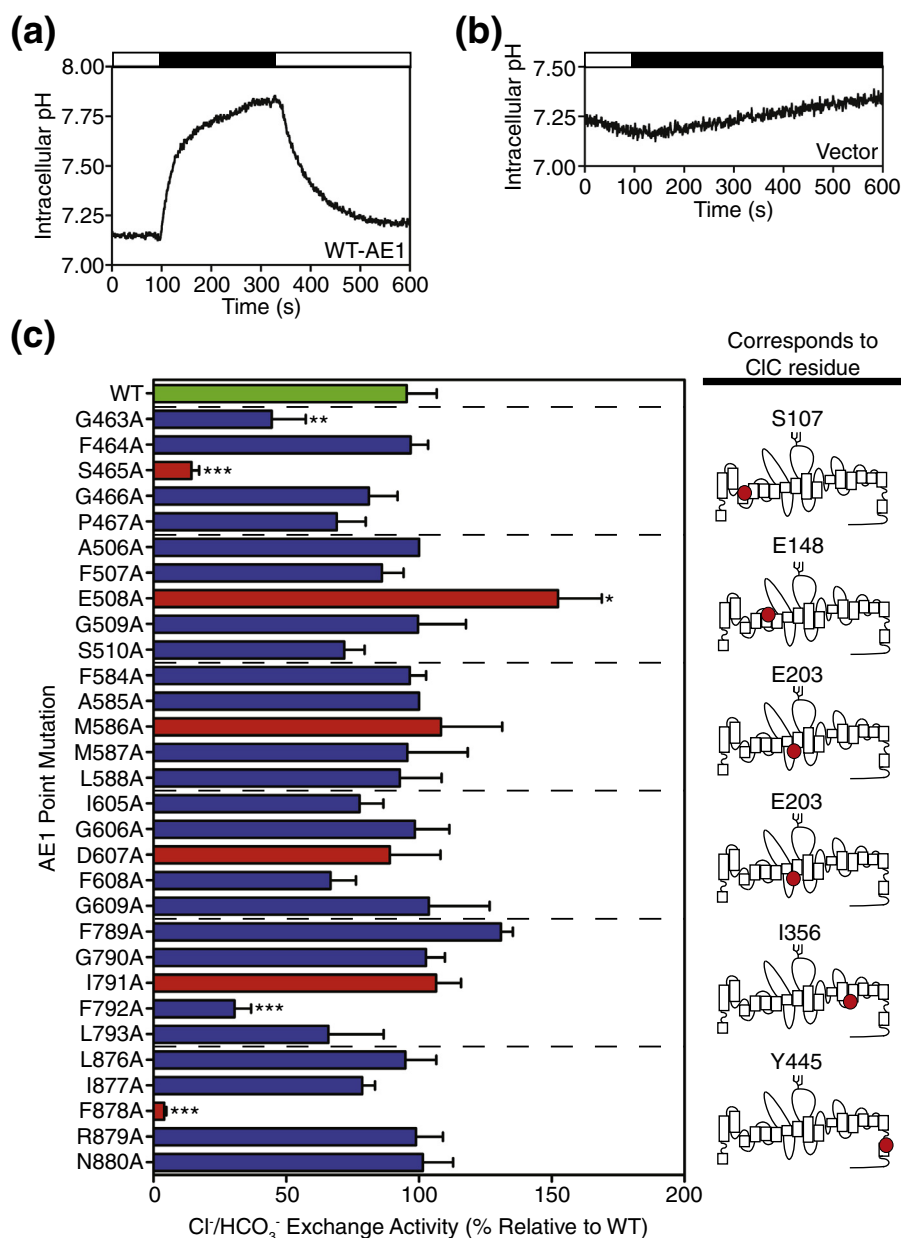 (a)
8.00
7.75
7.50
7.25
7.00
Intracellular pH
WT-AE1
0 100 200 300 400 500 600
Time (s)
(b)
7.50
7.25
7.00
Intracellular pH
Vector
0 100 200 300 400 500 600
Time (s)
(c)
AE1 Point Mutation
WT
G463A **
F464A
S465A ***
G466A
P467A
A506A
F507A
E508A *
G509A
S510A
F584A
A585A
M586A
M587A
L588A
I605A
G606A
D607A
F608A
G609A
F789A
G790A
I791A
F792A ***
L793A
L876A
I877A
F878A ***
R879A
N880A
0 50 100 150 200
Cl⁻/HCO₃⁻ Exchange Activity (% Relative to WT)
Corresponds to
ClC residue
S107
E148
E203
E203
I356
Y445